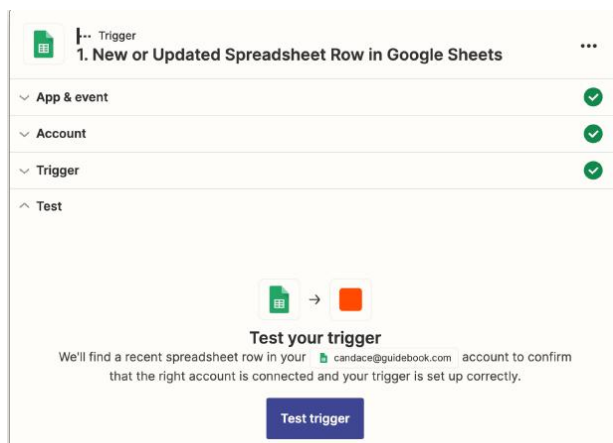 Trigger
1. New or Updated Spreadsheet Row in Google Sheets
App & event
Account
Trigger
Test
Test your trigger
We'll find a recent spreadsheet row in your candace@guidebook.com account to confirm
that the right account is connected and your trigger is set up correctly.
Test trigger